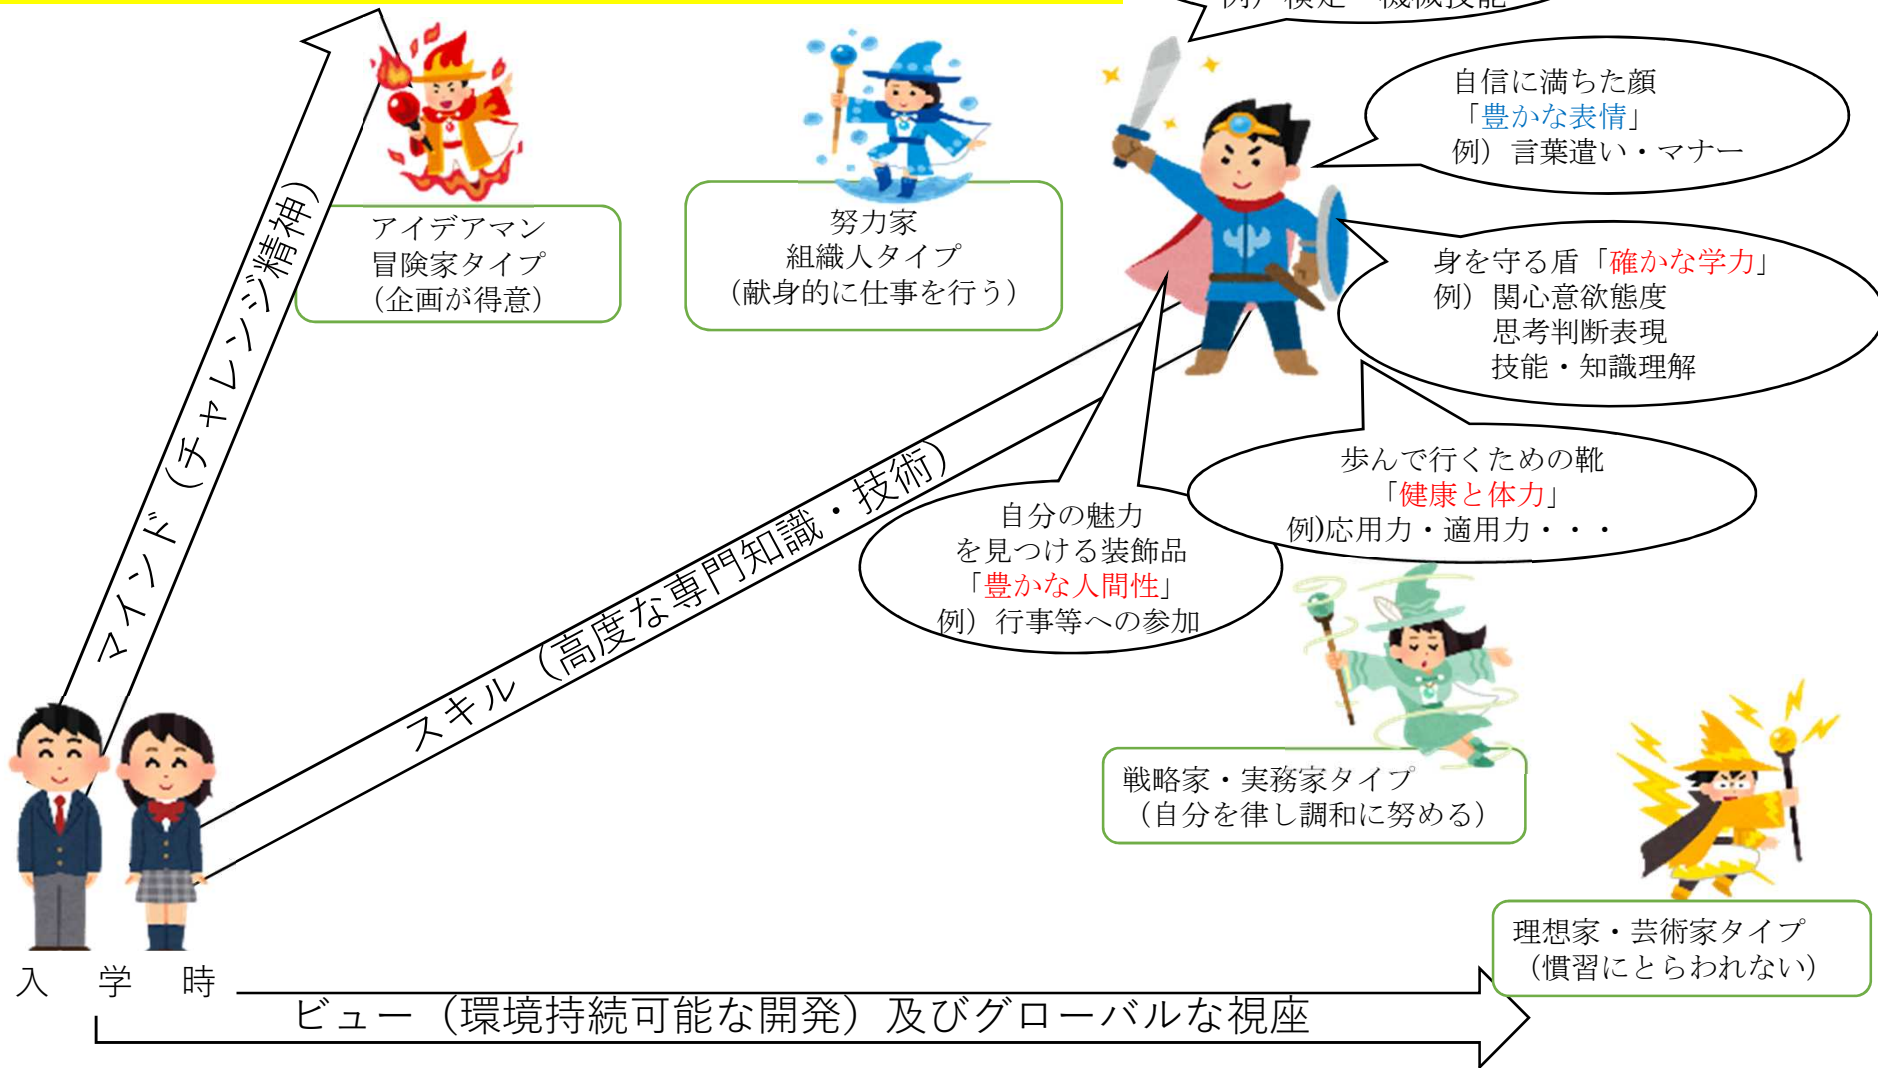 自信に満ちた顔
「豊かな表情」
例）言葉遣い・マナー
アイデアマン
冒険家タイプ
（企画が得意）
努力家
組織人タイプ
（献身的に仕事を行う）
身を守る盾「確かな学力」
例）関心意欲態度
思考判断表現
技能・知識理解
マインド（チャレンジ精神）
歩んで行くための靴
「健康と体力」
例)応用力・適用力・・・
スキル（高度な専門知識・技術）
自分の魅力
を見つける装飾品
「豊かな人間性」
例）行事等への参加
戦略家・実務家タイプ
（自分を律し調和に努める）
理想家・芸術家タイプ
（慣習にとらわれない）
入 学 時
ビュー（環境持続可能な開発）及びグローバルな視座